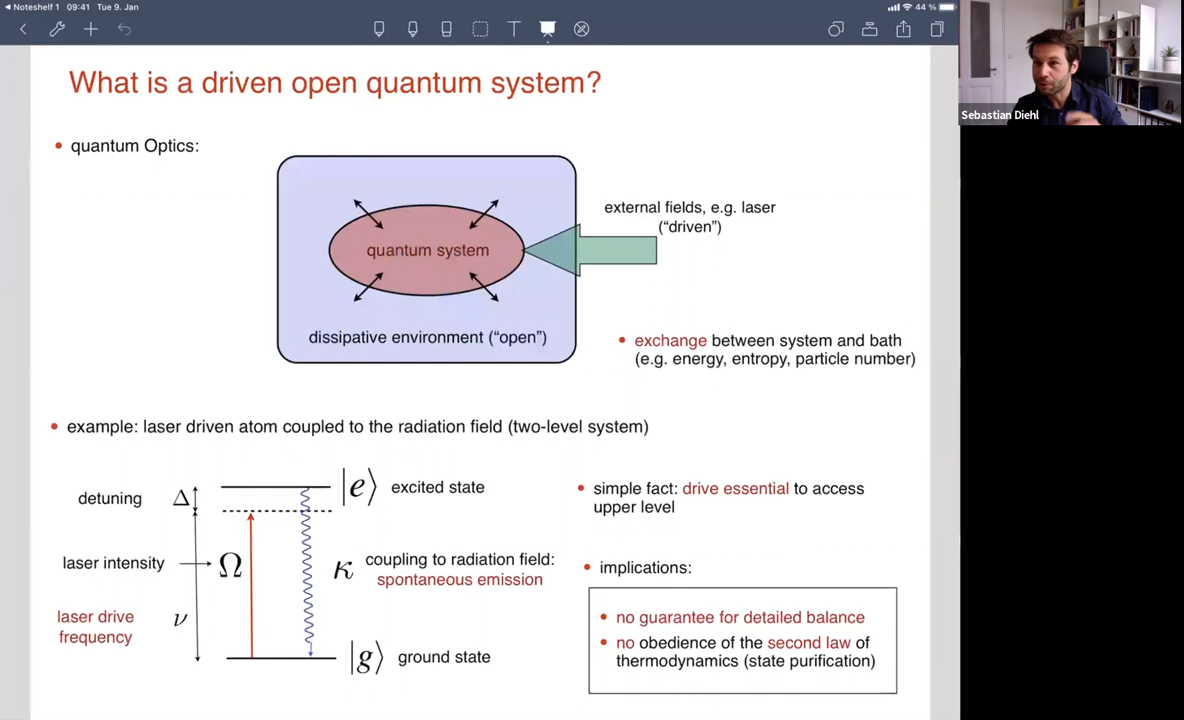 Noteshelf 1 09:41 Tue 9. Jan 44 %
Sebastian Diehl
What is a driven open quantum system?
• quantum Optics:
external fields, e.g. laser
(“driven”)
quantum system
dissipative environment (“open”)
• exchange between system and bath
(e.g. energy, entropy, particle number)
• example: laser driven atom coupled to the radiation field (two-level system)
detuning Δ
|e⟩ excited state
laser intensity Ω
κ coupling to radiation field:
spontaneous emission
laser drive
frequency
ν
|g⟩ ground state
• simple fact: drive essential to access
upper level
• implications:
• no guarantee for detailed balance
• no obedience of the second law of
thermodynamics (state purification)